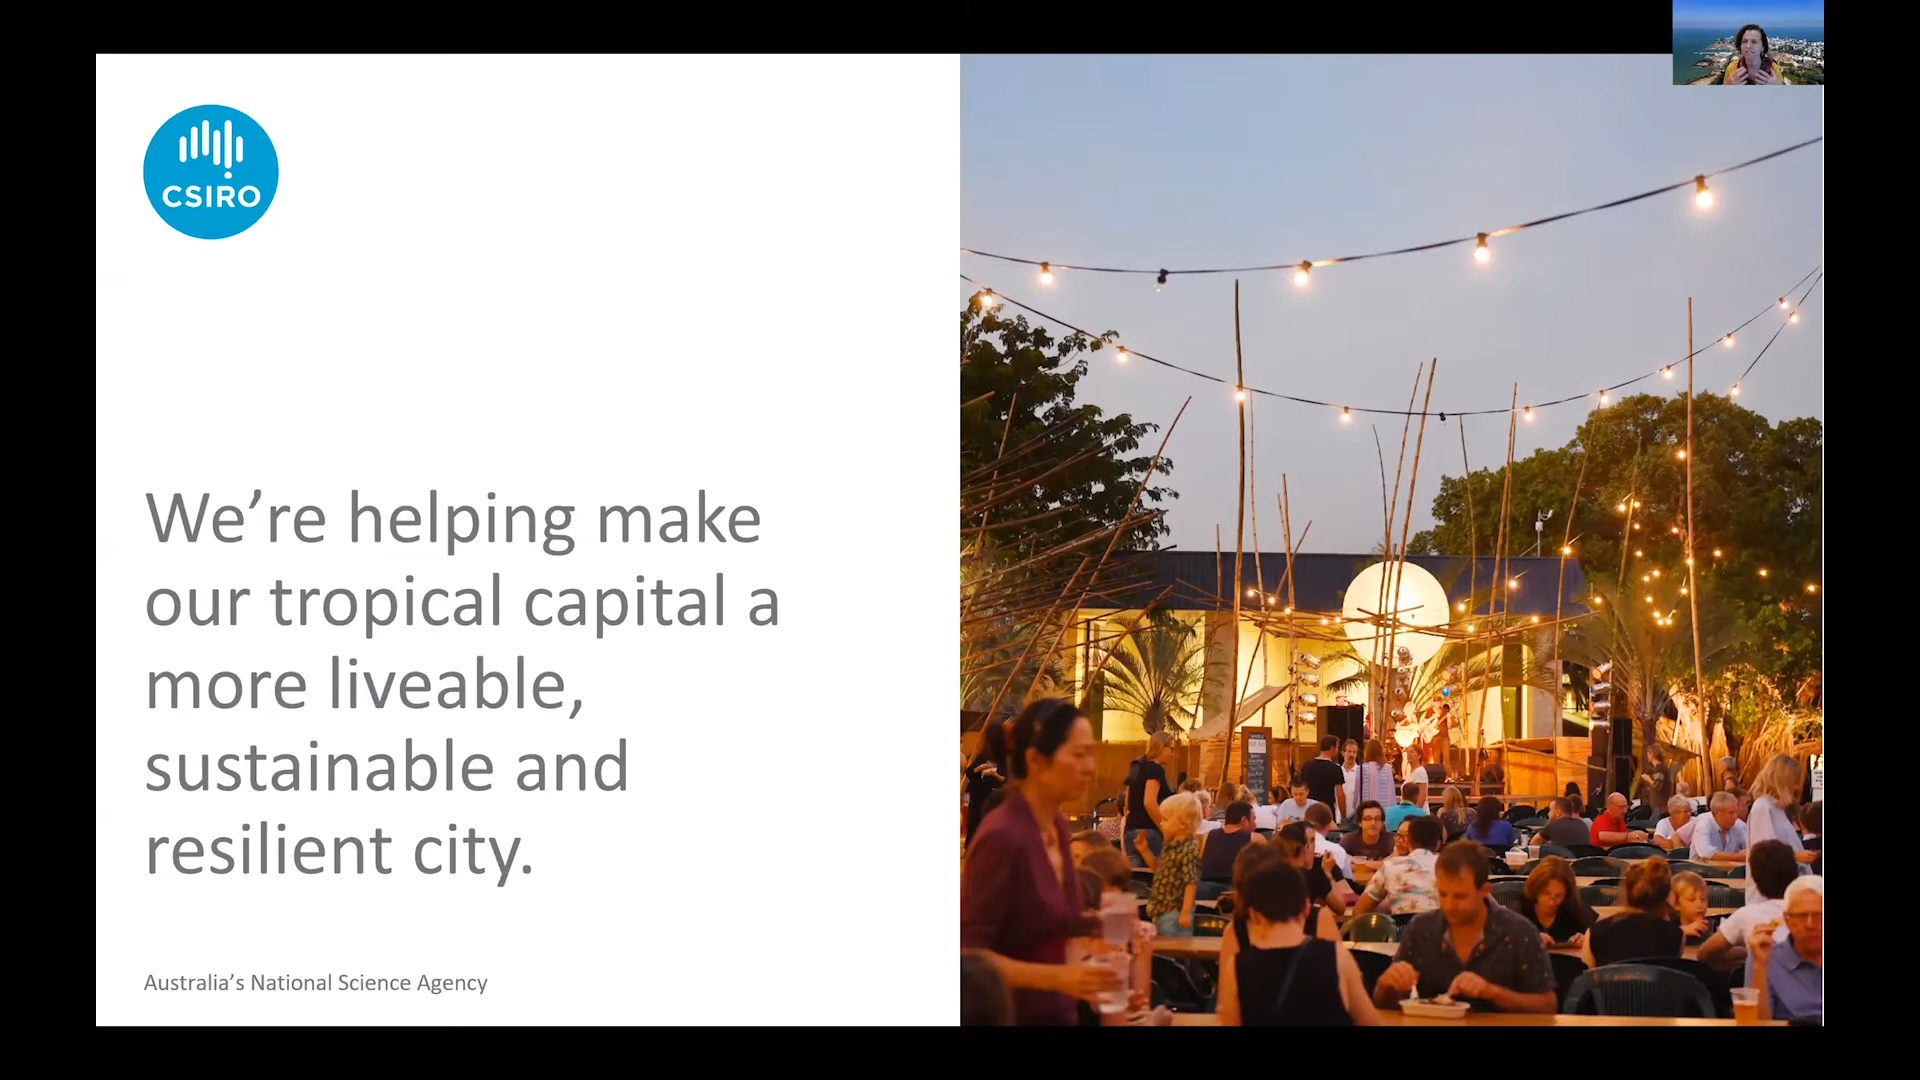 CSIRO
We’re helping make
our tropical capital a
more liveable,
sustainable and
resilient city.
Australia’s National Science Agency